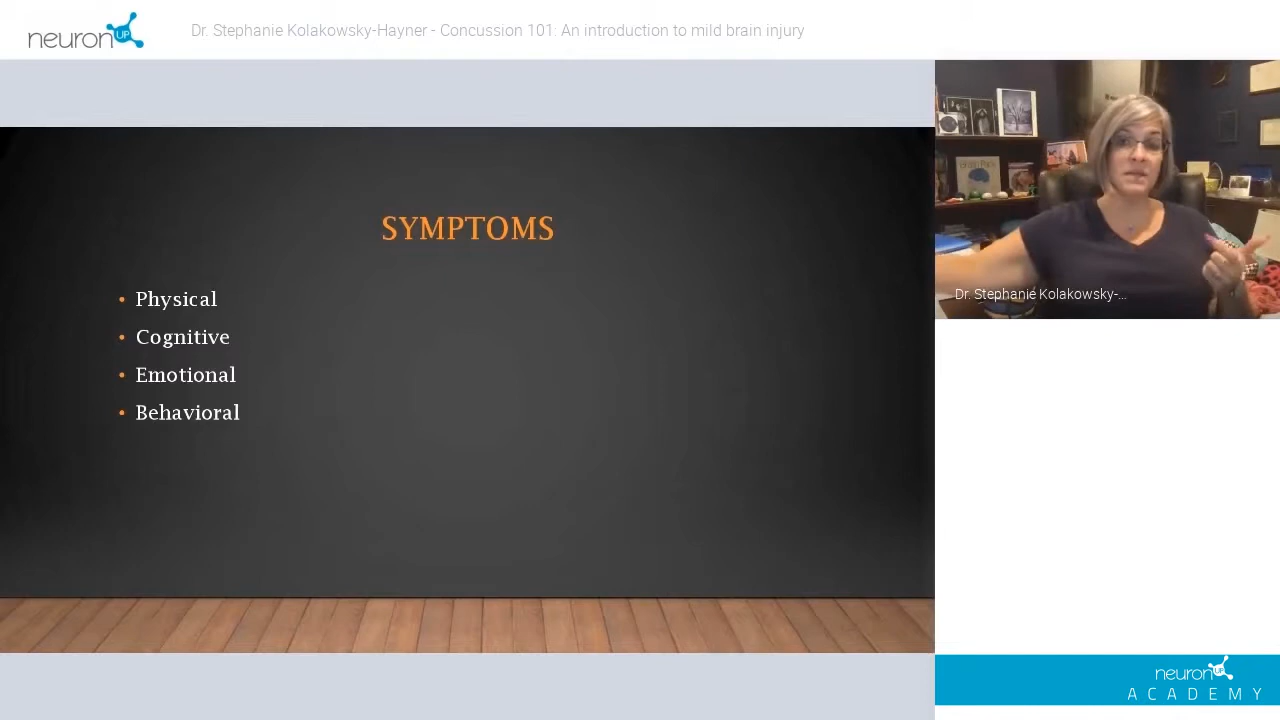 neuronUP
Dr. Stephanie Kolakowsky-Hayner - Concussion 101: An introduction to mild brain injury
SYMPTOMS
• Physical
• Cognitive
• Emotional
• Behavioral
Dr. Stephanie Kolakowsky-...
neuronUP
ACADEMY